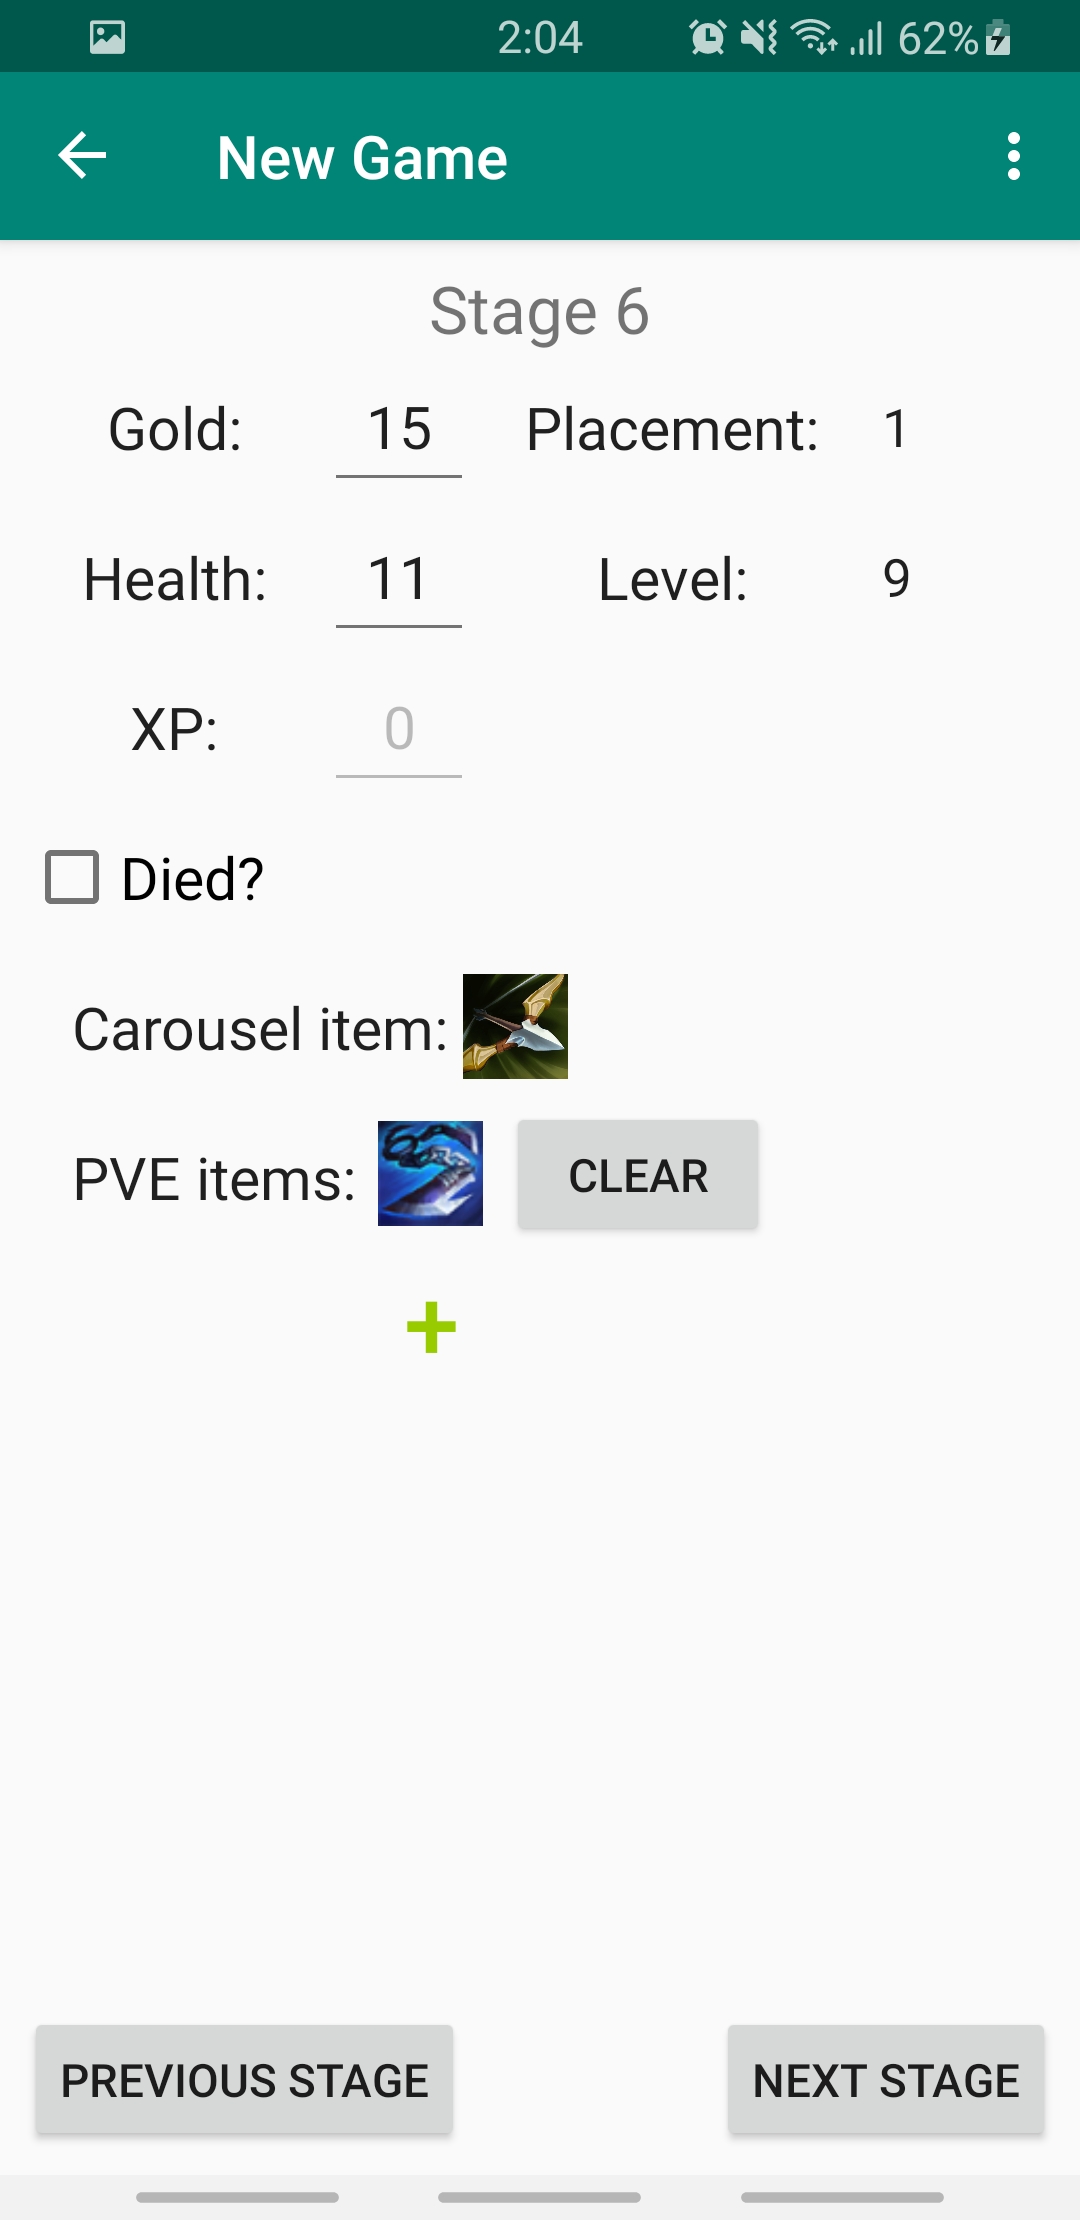 2:04 62%
New Game
Stage 6
Gold: 15 Placement: 1
Health: 11 Level: 9
XP: 0
Died?
Carousel item:
PVE items: CLEAR
+
PREVIOUS STAGE NEXT STAGE